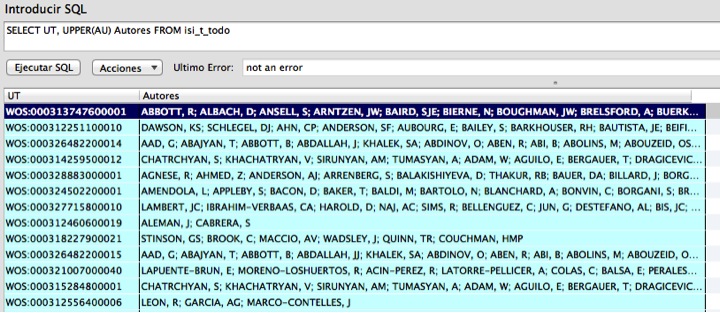 Introducir SQL
SELECT UT, UPPER(AU) Autores FROM isi_t_todo
Ejecutar SQL Acciones Ultimo Error: not an error
UT Autores
WOS:000313747600001 ABBOTT, R; ALBACH, D; ANSELL, S; ARNTZEN, JW; BAIRD, SJE; BIERNE, N; BOUGHMAN, JW; BRELSFORD, A; BUERK...
WOS:000312251100010 DAWSON, KS; SCHLEGEL, DJ; AHN, CP; ANDERSON, SF; AUBOURG, E; BAILEY, S; BARKHOUSER, RH; BAUTISTA, JE; BEIFI...
WOS:000326482200014 AAD, G; ABAJYAN, T; ABBOTT, B; ABDALLAH, J; KHALEK, SA; ABDINOV, O; ABEN, R; ABI, B; ABOLINS, M; ABOUZEID, OS...
WOS:000314259500012 CHATRCHYAN, S; KHACHATRYAN, V; SIRUNYAN, AM; TUMASYAN, A; ADAM, W; AGUILO, E; BERGAUER, T; DRAGICEVIC...
WOS:000328883000001 AGNESE, R; AHMED, Z; ANDERSON, AJ; ARRENBERG, S; BALAKISHIYEVA, D; THAKUR, RB; BAUER, DA; BILLARD, J; BORG...
WOS:000324502200001 AMENDOLA, L; APPLEBY, S; BACON, D; BAKER, T; BALDI, M; BARTOLO, N; BLANCHARD, A; BONVIN, C; BORGANI, S; BR...
WOS:000327715800010 LAMBERT, JC; IBRAHIM-VERBAAS, CA; HAROLD, D; NAJ, AC; SIMS, R; BELLENGUEZ, C; JUN, G; DESTEFANO, AL; BIS, JC; ...
WOS:000312460600019 ALEMAN, J; CABRERA, S
WOS:000318227900021 STINSON, GS; BROOK, C; MACCIO, AV; WADSLEY, J; QUINN, TR; COUCHMAN, HMP
WOS:000326482200015 AAD, G; ABAJYAN, T; ABBOTT, B; ABDALLAH, JJ; KHALEK, SA; ABDINOV, O; ABEN, R; ABI, B; ABOLINS, M; ABOUZEID, O...
WOS:000321007000040 LAPUENTE-BRUN, E; MORENO-LOSHUERTOS, R; ACIN-PEREZ, R; LATORRE-PELLICER, A; COLAS, C; BALSA, E; PERALES...
WOS:000315284800001 CHATRCHYAN, S; KHACHATRYAN, V; SIRUNYAN, AM; TUMASYAN, A; ADAM, W; AGUILO, E; BERGAUER, T; DRAGICEVIC...
WOS:000312556400006 LEON, R; GARCIA, AG; MARCO-CONTELLES, J